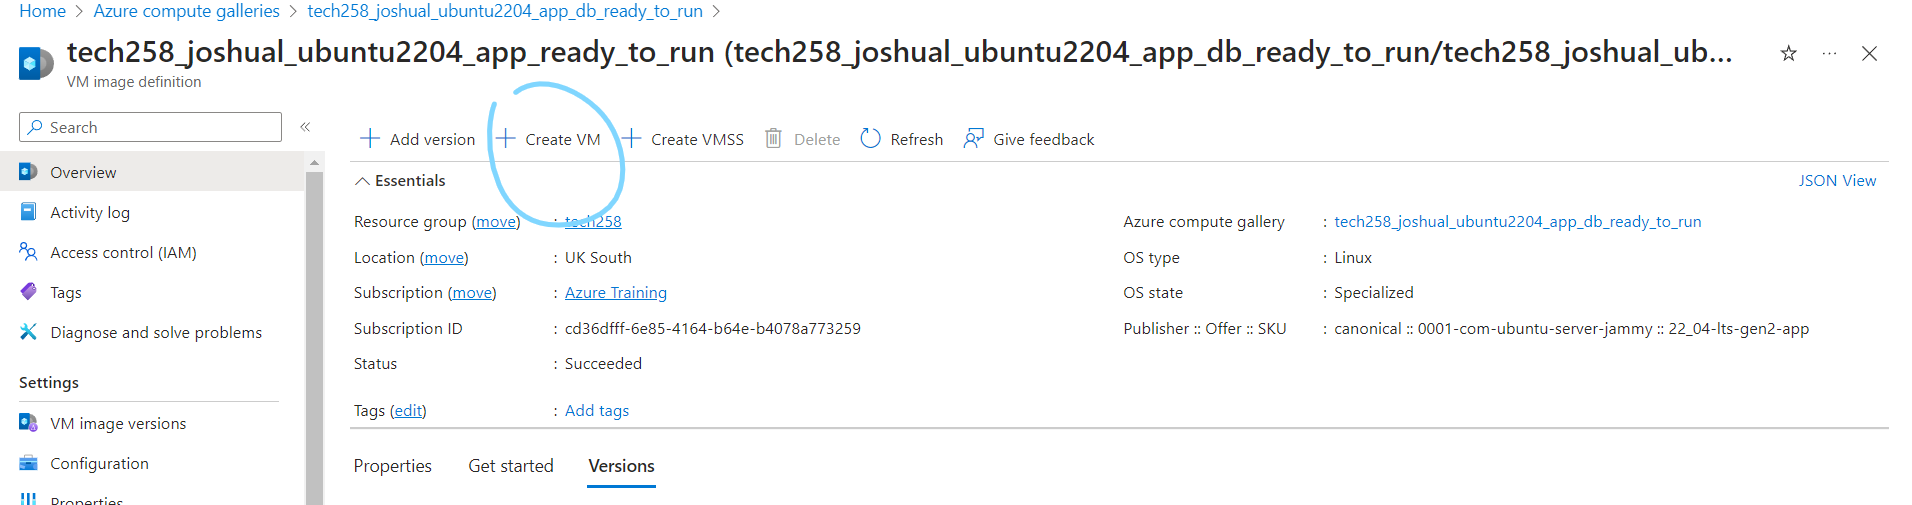 Home > Azure compute galleries > tech258_joshual_ubuntu2204_app_db_ready_to_run >
tech258_joshual_ubuntu2204_app_ready_to_run (tech258_joshual_ubuntu2204_app_db_ready_to_run/tech258_joshual_ub...
VM image definition
Search
Add version Create VM Create VMSS Delete Refresh Give feedback
Overview
Activity log
Access control (IAM)
Tags
Diagnose and solve problems
Settings
VM image versions
Configuration
Properties
Essentials
JSON View
Resource group (move) : tech258
Location (move) : UK South
Subscription (move) : Azure Training
Subscription ID : cd36dfff-6e85-4164-b64e-b4078a773259
Status : Succeeded
Tags (edit) : Add tags
Azure compute gallery : tech258_joshual_ubuntu2204_app_db_ready_to_run
OS type : Linux
OS state : Specialized
Publisher :: Offer :: SKU : canonical :: 0001-com-ubuntu-server-jammy :: 22_04-lts-gen2-app
Properties Get started Versions